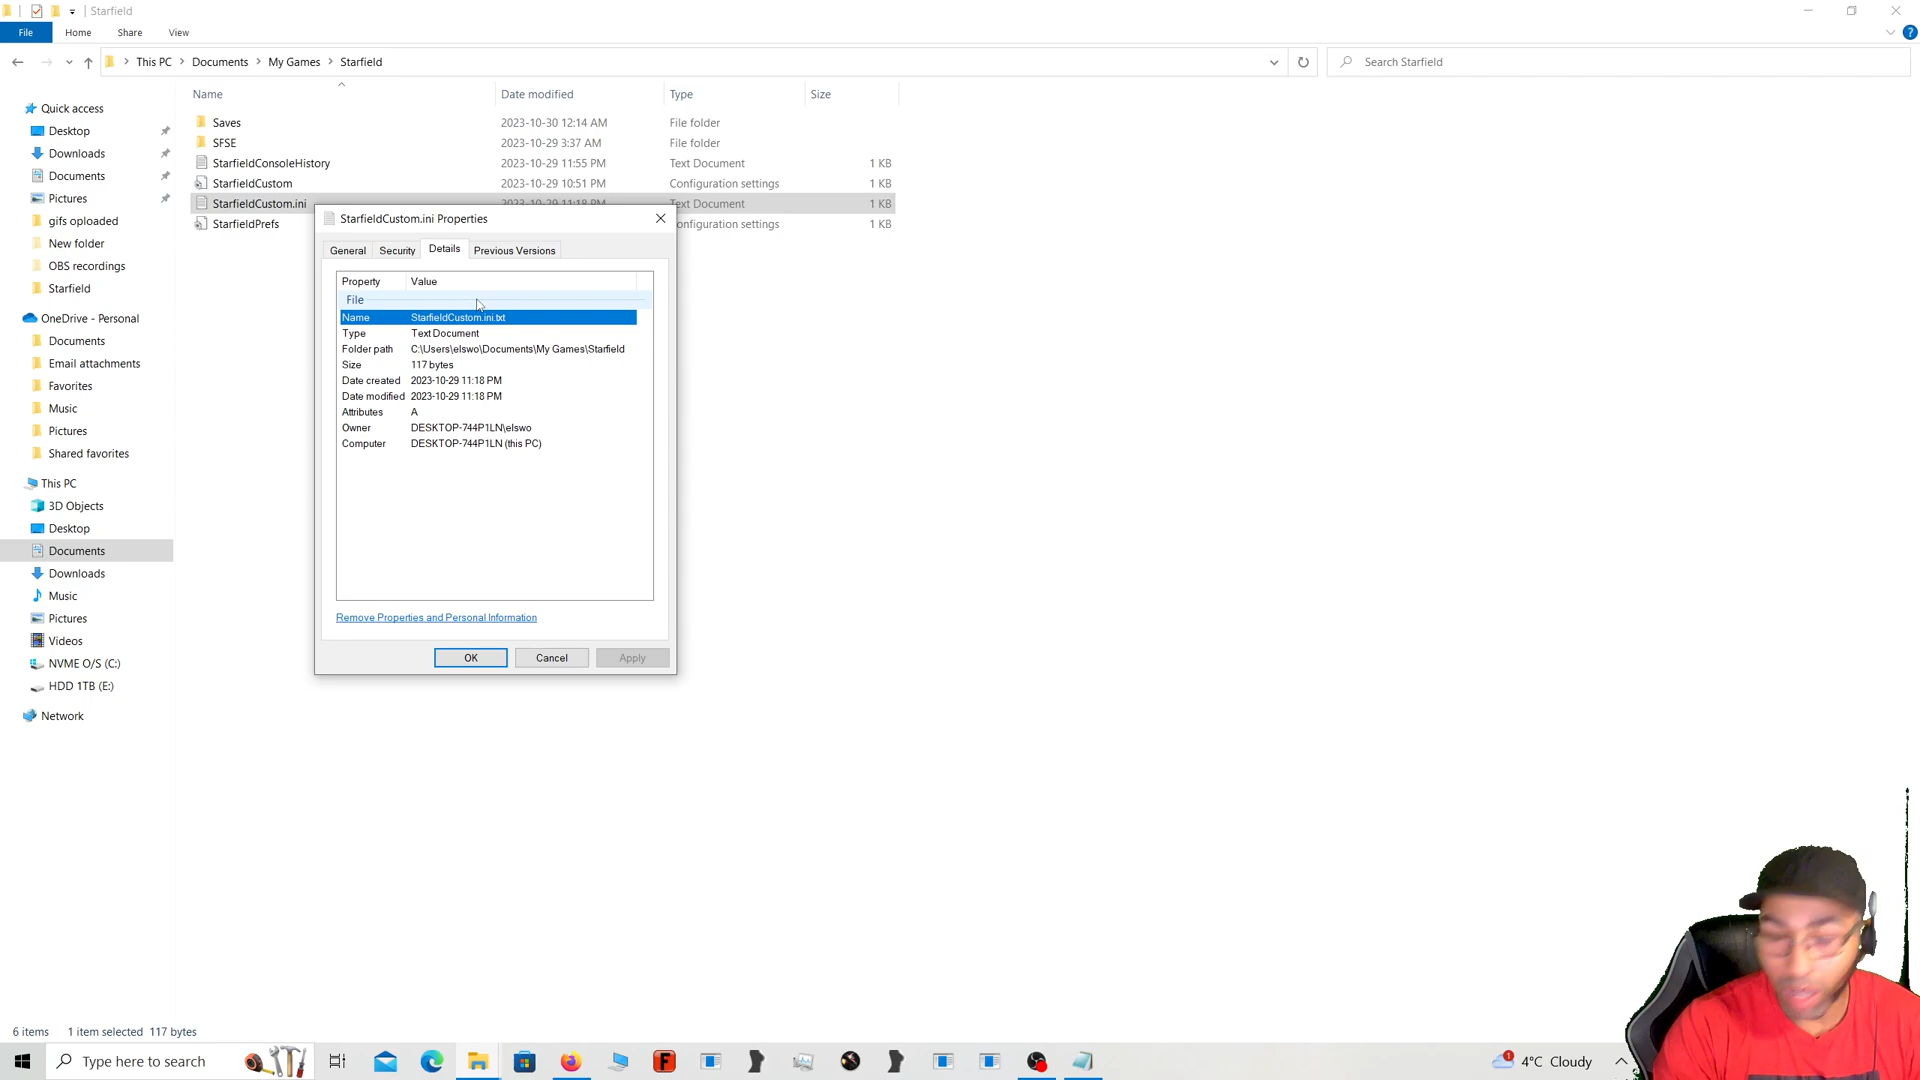 Starfield
File Home Share View
This PC Documents My Games Starfield
Search Starfield
Name Date modified Type Size
Saves 2023-10-30 12:14 AM File folder
SFSE 2023-10-29 3:37 AM File folder
StarfieldConsoleHistory 2023-10-29 11:55 PM Text Document 1 KB
StarfieldCustom 2023-10-29 10:51 PM Configuration settings 1 KB
StarfieldCustom.ini 2023-10-29 11:18 PM Text Document 1 KB
StarfieldPrefs onfiguration settings 1 KB
Quick access
Desktop
Downloads
Documents
Pictures
gifs oploaded
New folder
OBS recordings
Starfield
OneDrive - Personal
Documents
Email attachments
Favorites
Music
Pictures
Shared favorites
This PC
3D Objects
Desktop
Documents
Downloads
Music
Pictures
Videos
NVME O/S (C:)
HDD 1TB (E:)
Network
StarfieldCustom.ini Properties
General Security Details Previous Versions
Property Value
File
Name StarfieldCustom.ini.txt
Type Text Document
Folder path C:\Users\elswo\Documents\My Games\Starfield
Size 117 bytes
Date created 2023-10-29 11:18 PM
Date modified 2023-10-29 11:18 PM
Attributes A
Owner DESKTOP-744P1LN\elswo
Computer DESKTOP-744P1LN (this PC)
Remove Properties and Personal Information
OK Cancel Apply
6 items 1 item selected 117 bytes
Type here to search
F
1
4°C Cloudy